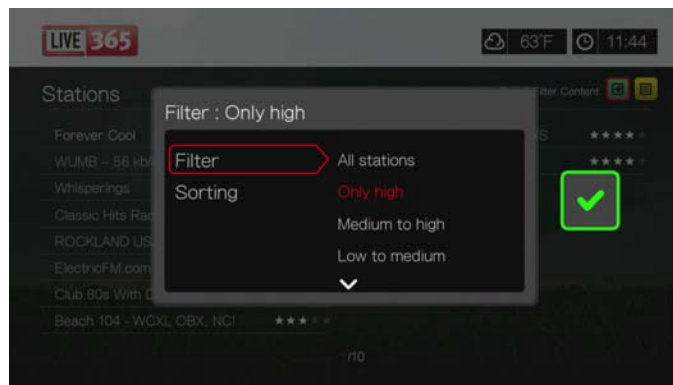 LIVE 365
63°F 11:44
Stations
Filter Content
Filter : Only high
Forever Cool
Filter
All stations
WUMB – 56 kb/
Whisperings
Sorting
Only high
Classic Hits Rad
Medium to high
ROCKLAND US
Low to medium
ElectricFM.com
Club 80s With D
Beach 104 - WCXL OBX, NC!
/10